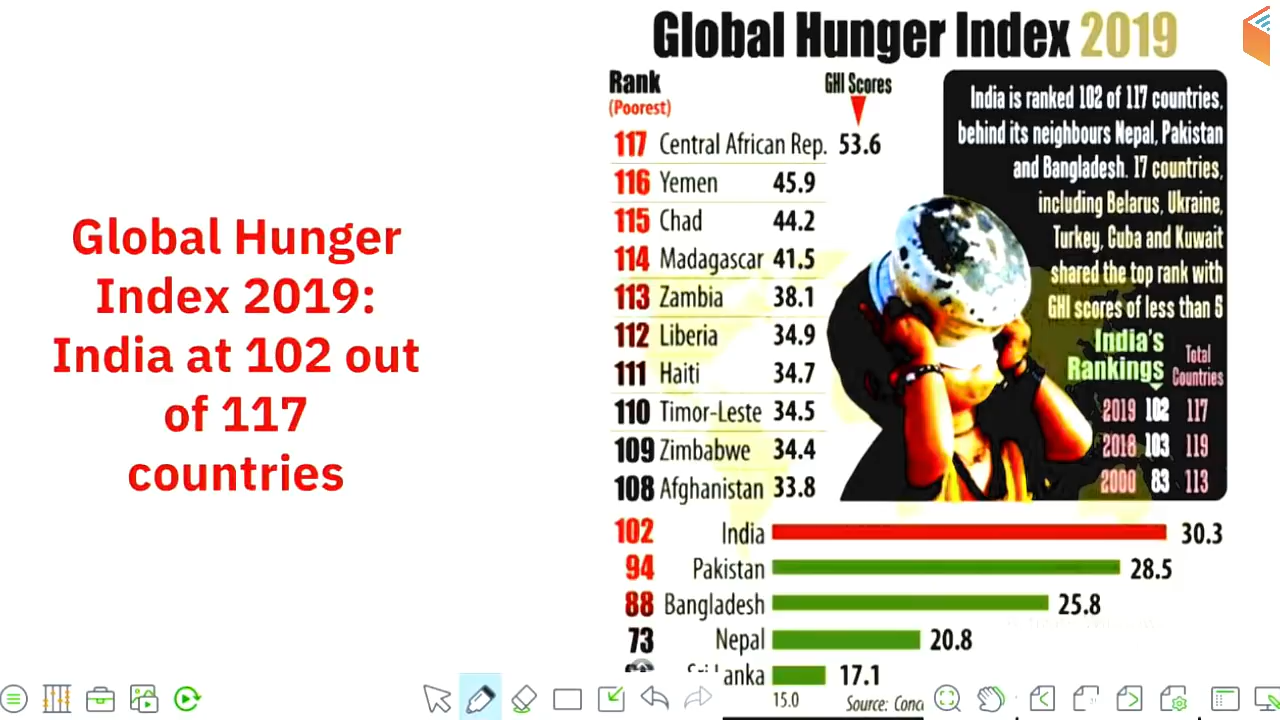 Global Hunger
Index 2019:
India at 102 out
of 117
countries
Global Hunger Index 2019
Rank
(Poorest)
GHI Scores
117 Central African Rep. 53.6
116 Yemen 45.9
115 Chad 44.2
114 Madagascar 41.5
113 Zambia 38.1
112 Liberia 34.9
111 Haiti 34.7
110 Timor-Leste 34.5
109 Zimbabwe 34.4
108 Afghanistan 33.8
India is ranked 102 of 117 countries,
behind its neighbours Nepal, Pakistan
and Bangladesh. 17 countries,
including Belarus, Ukraine,
Turkey, Cuba and Kuwait
shared the top rank with
GHI scores of less than 5
India's
Rankings
Total
Countries
2019 102 117
2018 103 119
2000 83 113
102 India 30.3
94 Pakistan 28.5
88 Bangladesh 25.8
73 Nepal 20.8
Sri Lanka 17.1
15.0
Source: